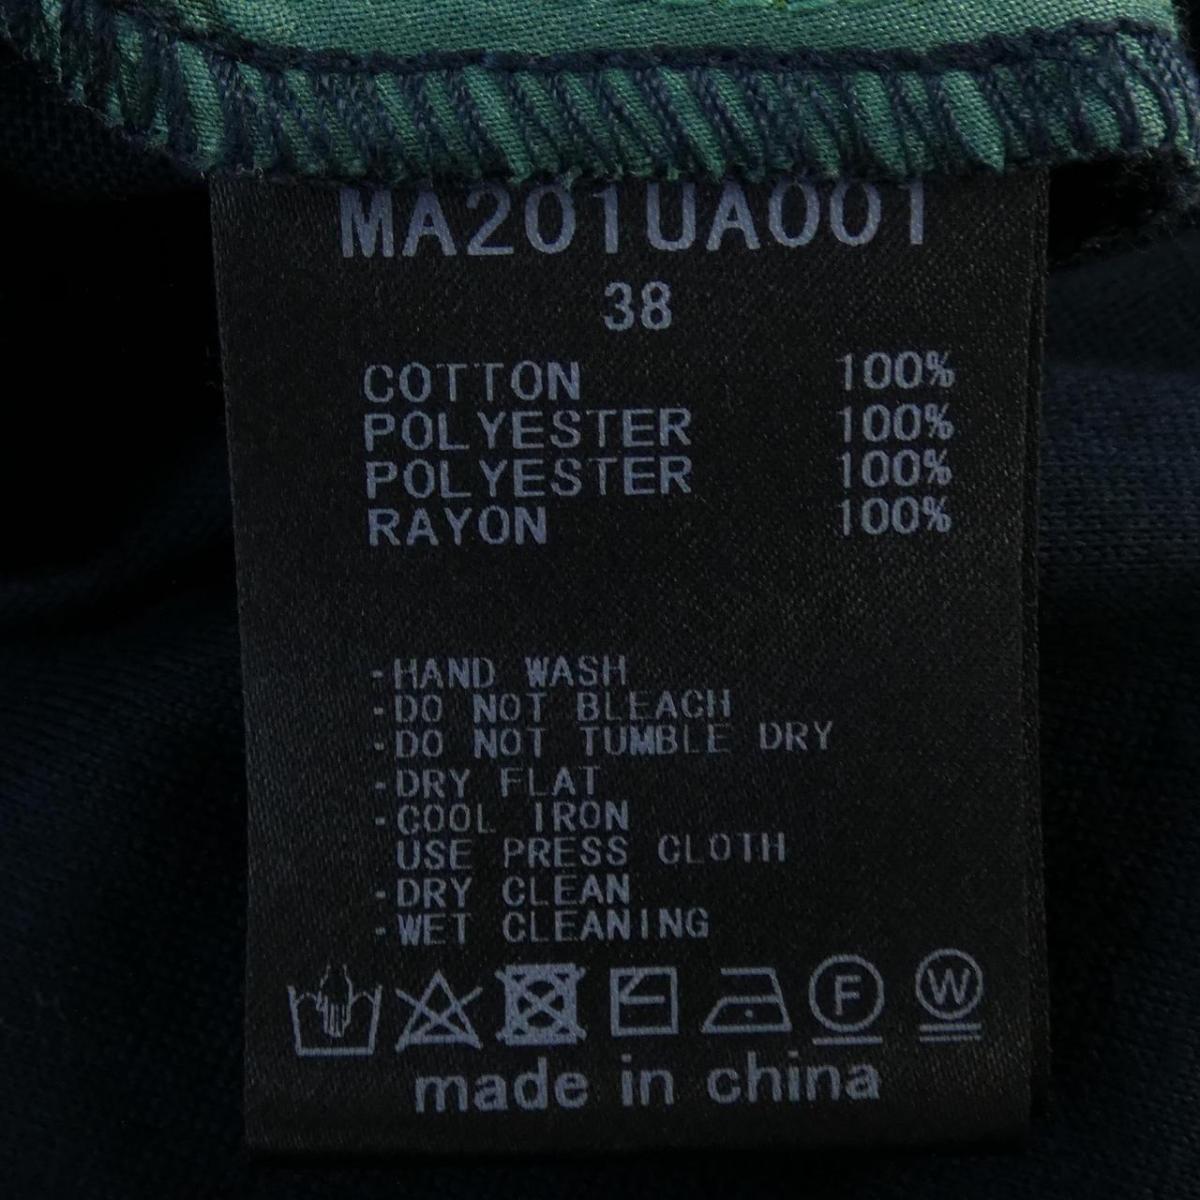 MA201UA001
38
COTTON 100%
POLYESTER 100%
POLYESTER 100%
RAYON 100%
-HAND WASH
-DO NOT BLEACH
-DO NOT TUMBLE DRY
-DRY FLAT
-COOL IRON
USE PRESS CLOTH
-DRY CLEAN
-WET CLEANING
F W
made in china